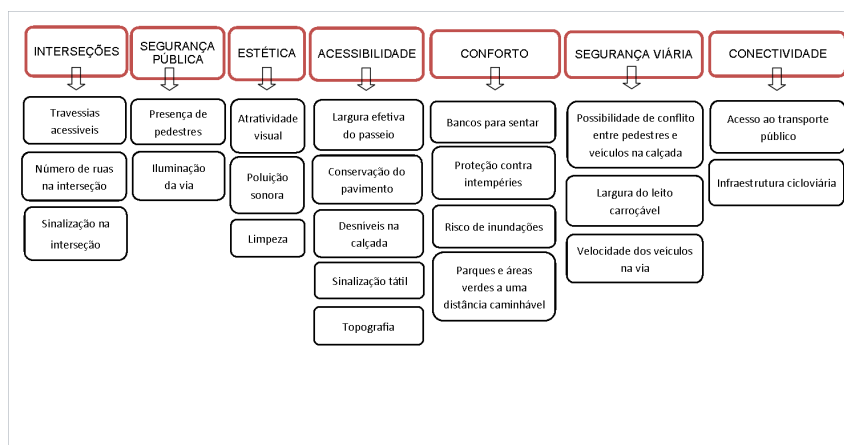 INTERSEÇÕES
SEGURANÇA
PÚBLICA
ESTÉTICA
ACESSIBILIDADE
CONFORTO
SEGURANÇA VIÁRIA
CONECTIVIDADE
Travessias
acessiveis
Número de ruas
na interseção
Sinalização na
interseção
Presença de
pedestres
Iluminação
da via
Atratividade
visual
Poluição
sonora
Limpeza
Largura efetiva
do passeio
Conservação do
pavimento
Desníveis na
calçada
Sinalização tátil
Topografia
Bancos para sentar
Proteção contra
intempéries
Risco de inundações
Parques e áreas
verdes a uma
distância caminhável
Possibilidade de conflito
entre pedestres e
veículos na calçada
Largura do leito
carroçável
Velocidade dos veiculos
na via
Acesso ao transporte
público
Infraestrutura cicloviária